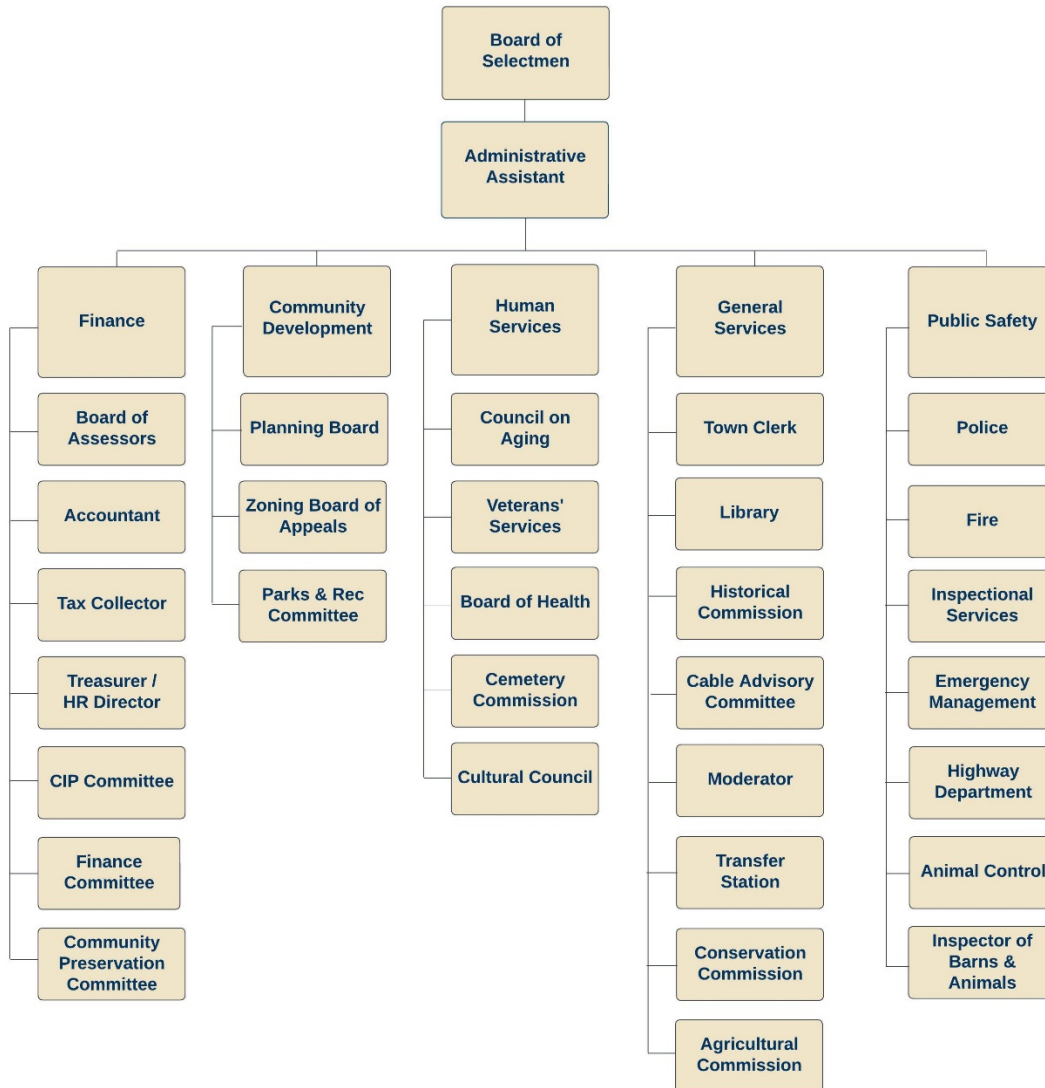 Board of
Selectmen
Administrative
Assistant
Finance
Board of
Assessors
Accountant
Tax Collector
Treasurer /
HR Director
CIP Committee
Finance
Committee
Community
Preservation
Committee
Community
Development
Planning Board
Zoning Board of
Appeals
Parks & Rec
Committee
Human
Services
Council on
Aging
Veterans'
Services
Board of Health
Cemetery
Commission
Cultural Council
General
Services
Town Clerk
Library
Historical
Commission
Cable Advisory
Committee
Moderator
Transfer
Station
Conservation
Commission
Agricultural
Commission
Public Safety
Police
Fire
Inspectional
Services
Emergency
Management
Highway
Department
Animal Control
Inspector of
Barns &
Animals